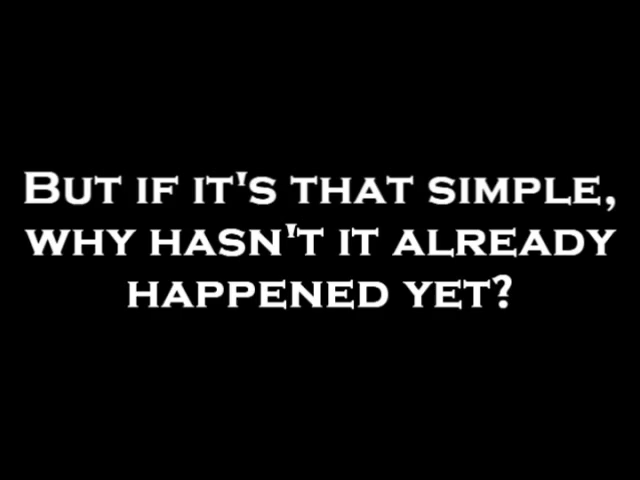 But if it's that simple,
why hasn't it already
happened yet?